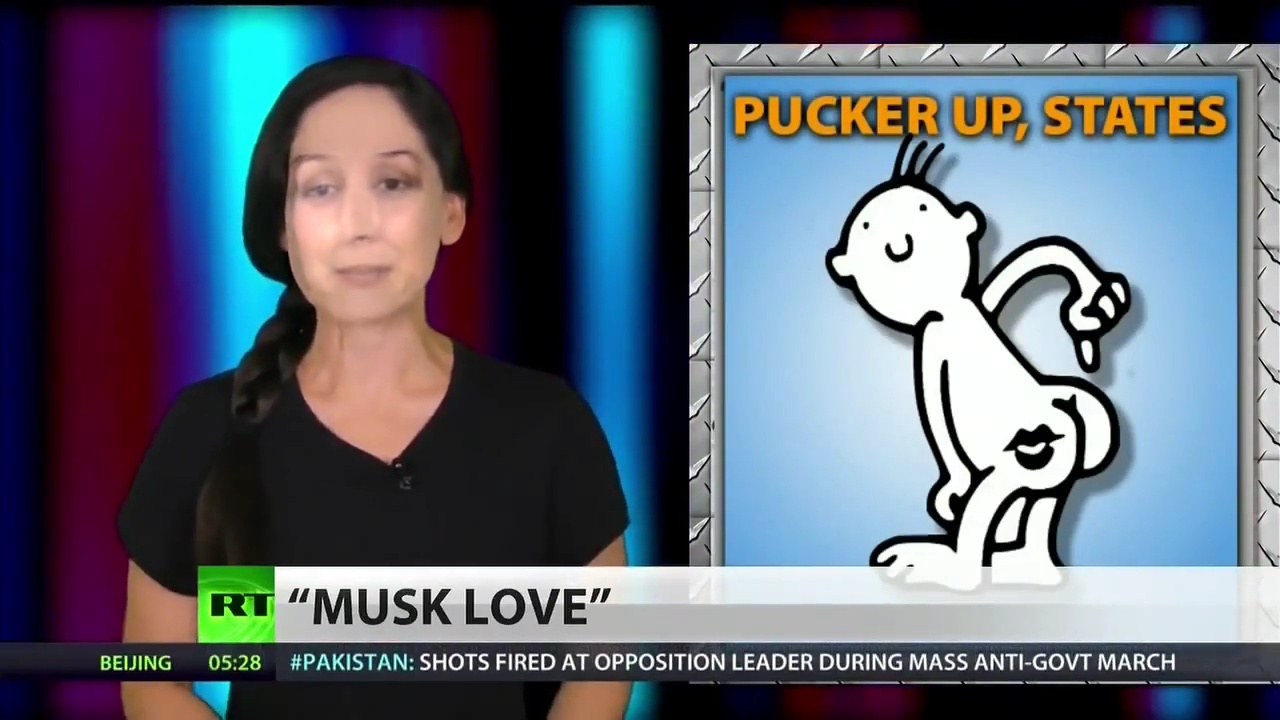 PUCKER UP, STATES
RT
“MUSK LOVE”
BEIJING 05:28 #PAKISTAN: SHOTS FIRED AT OPPOSITION LEADER DURING MASS ANTI-GOVT MARCH